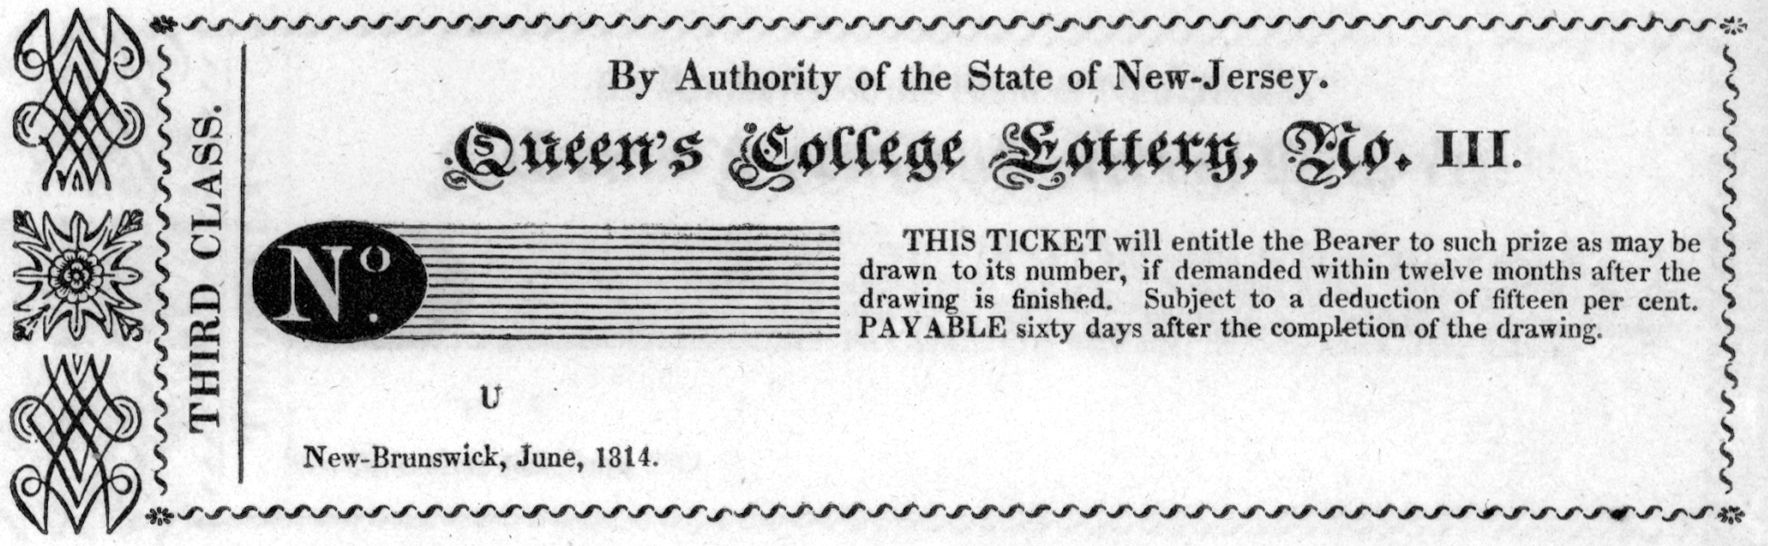 THIRD CLASS.
By Authority of the State of New-Jersey.
Queen's College Lottery, No. III.
No.
THIS TICKET will entitle the Bearer to such prize as may be
drawn to its number, if demanded within twelve months after the
drawing is finished. Subject to a deduction of fifteen per cent.
PAYABLE sixty days after the completion of the drawing.
U
New-Brunswick, June, 1814.